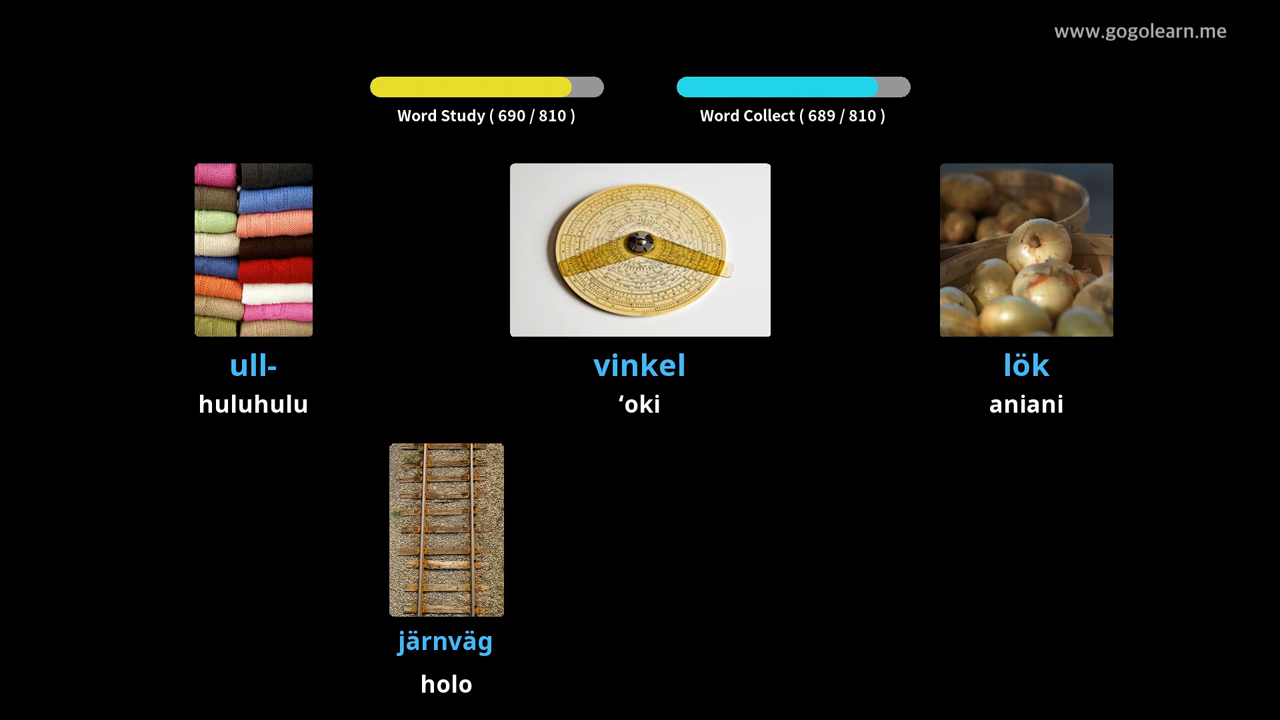 www.gogolearn.me
Word Study ( 690 / 810 )
Word Collect ( 689 / 810 )
ull-
huluhulu
vinkel
ʻoki
lök
aniani
järnväg
holo